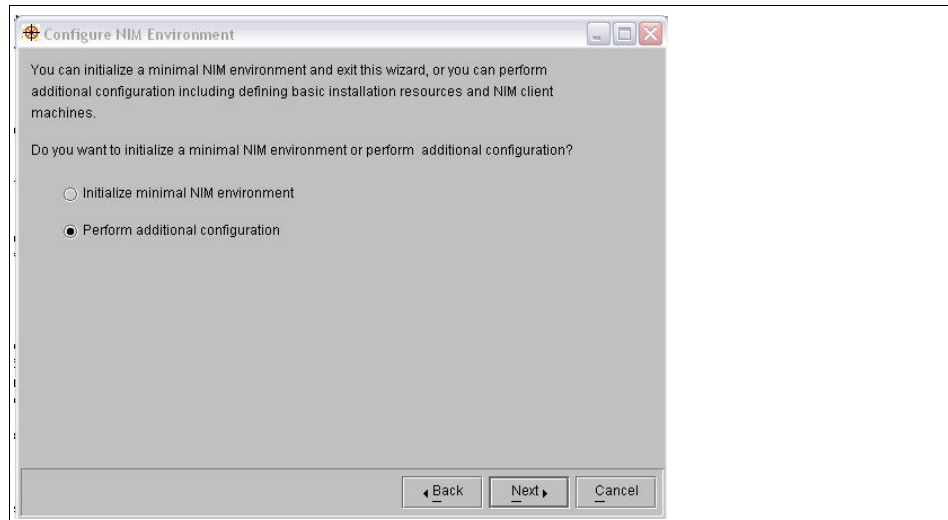 Configure NIM Environment
You can initialize a minimal NIM environment and exit this wizard, or you can perform
additional configuration including defining basic installation resources and NIM client
machines.
Do you want to initialize a minimal NIM environment or perform additional configuration?
Initialize minimal NIM environment
Perform additional configuration
Back Next Cancel